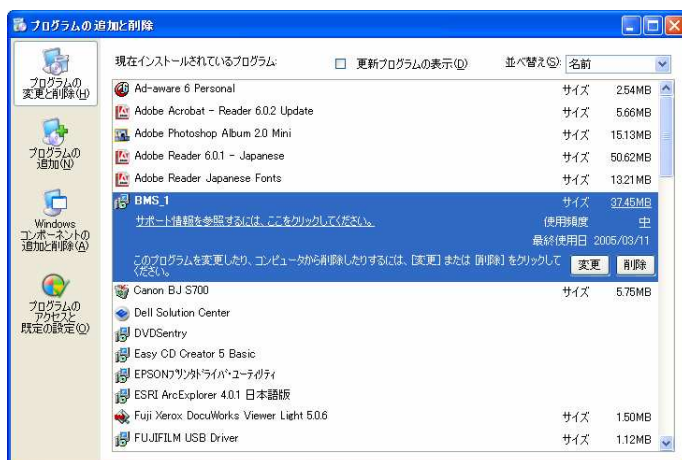 プログラムの追加と削除
プログラムの
変更と削除(H)
プログラムの
追加(N)
Windows
コンポーネントの
追加と削除(A)
プログラムの
アクセスと
既定の設定(O)
現在インストールされているプログラム:
更新プログラムの表示(D)
並べ替え(S): 名前
Ad-aware 6 Personal サイズ 2.54MB
Adobe Acrobat - Reader 6.0.2 Update サイズ 5.66MB
Adobe Photoshop Album 2.0 Mini サイズ 15.13MB
Adobe Reader 6.0.1 - Japanese サイズ 50.62MB
Adobe Reader Japanese Fonts サイズ 13.21MB
BMS_1 サイズ 37.45MB
サポート情報を参照するには、ここをクリックしてください。 使用頻度 中
最終使用日 2005/03/11
このプログラムを変更したり、コンピュータから削除したりするには、[変更] または [削除] をクリックして
ください。 変更 削除
Canon BJ S700 サイズ 5.75MB
Dell Solution Center
DVDSentry
Easy CD Creator 5 Basic
EPSONプリンタドライバ・ユーティリティ
ESRI ArcExplorer 4.0.1 日本語版
Fuji Xerox DocuWorks Viewer Light 5.0.6 サイズ 1.50MB
FUJIFILM USB Driver サイズ 1.12MB